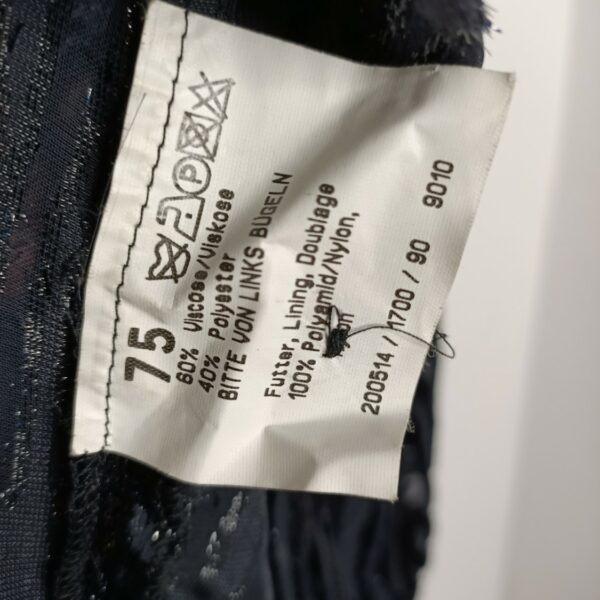 75
P
60% Viscose/Viskose
40% Polyester
BITTE VON LINKS BÜGELN
Futter, Lining, Doublage
100% Polyamid/Nylon,
200514 / 1700 / 90 9010